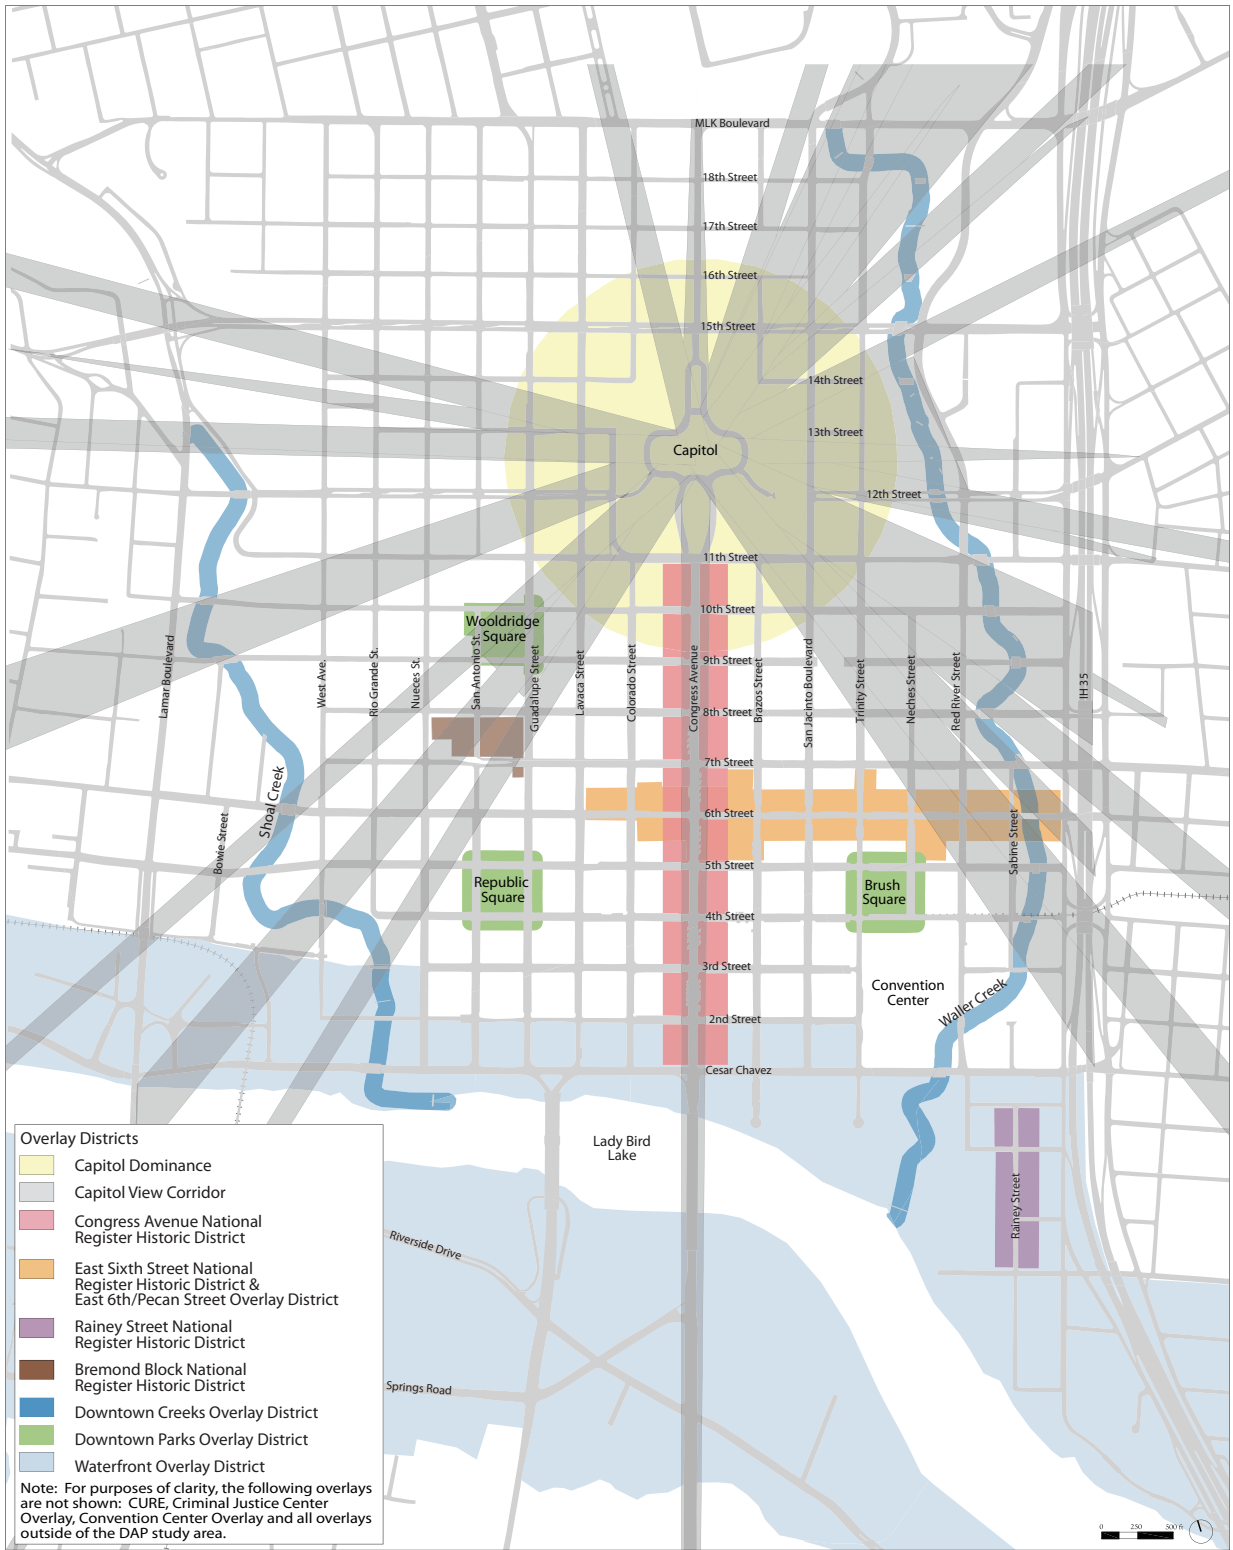 MLK Boulevard
18th Street
17th Street
16th Street
15th Street
14th Street
13th Street
Capitol
12th Street
11th Street
10th Street
Wooldridge
Square
9th Street
Lamar Boulevard
West Ave.
Rio Grande St.
Nueces St.
San Antonio St.
Guadalupe Street
Lavaca Street
Colorado Street
Congress Avenue
Brazos Street
San Jacinto Boulevard
Trinity Street
Neches Street
Red River Street
IH 35
8th Street
7th Street
Shoal Creek
Bowie Street
6th Street
Sabine Street
5th Street
Republic
Square
Brush
Square
4th Street
3rd Street
Convention
Center
Waller Creek
2nd Street
Cesar Chavez
Lady Bird
Lake
Rainey Street
Riverside Drive
Springs Road
Overlay Districts
Capitol Dominance
Capitol View Corridor
Congress Avenue National
Register Historic District
East Sixth Street National
Register Historic District &
East 6th/Pecan Street Overlay District
Rainey Street National
Register Historic District
Bremond Block National
Register Historic District
Downtown Creeks Overlay District
Downtown Parks Overlay District
Waterfront Overlay District
Note: For purposes of clarity, the following overlays
are not shown: CURE, Criminal Justice Center
Overlay, Convention Center Overlay and all overlays
outside of the DAP study area.
0 250 500 ft